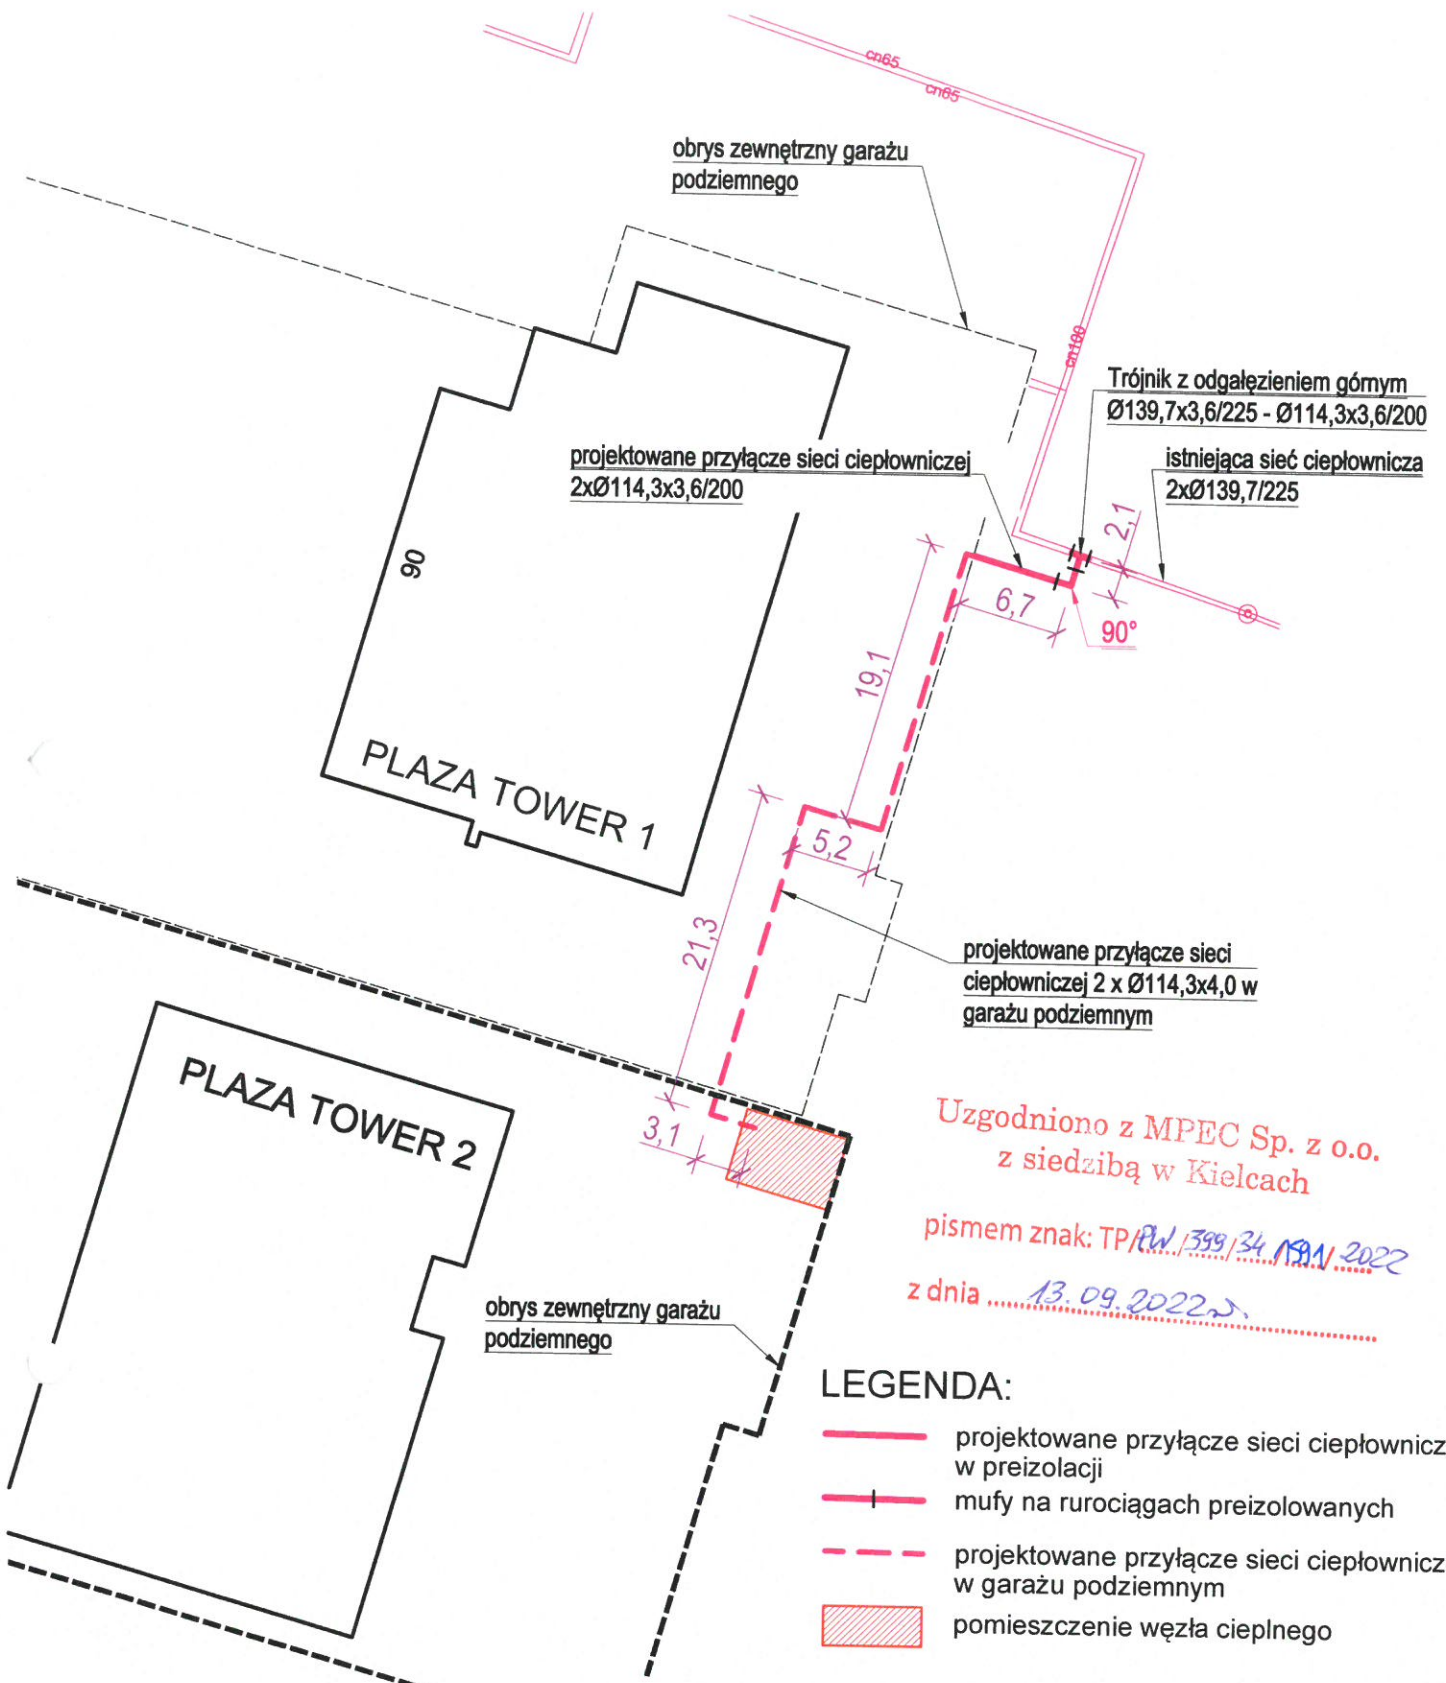 cn65
cn65
obrys zewnętrzny garażu
podziemnego
cn100
Trójnik z odgałęzieniem górnym
Ø139,7x3,6/225 - Ø114,3x3,6/200
projektowane przyłącze sieci ciepłowniczej
2xØ114,3x3,6/200
istniejąca sieć ciepłownicza
2xØ139,7/225
2,1
90
6,7
90°
19,1
PLAZA TOWER 1
5,2
21,3
projektowane przyłącze sieci
ciepłowniczej 2 x Ø114,3x4,0 w
garażu podziemnym
PLAZA TOWER 2
3,1
Uzgodniono z MPEC Sp. z o.o.
z siedzibą w Kielcach
pismem znak: TP/PW/399/34/1591/2022
z dnia 13.09.2022r.
obrys zewnętrzny garażu
podziemnego
LEGENDA:
projektowane przyłącze sieci ciepłownicz
w preizolacji
mufy na rurociągach preizolowanych
projektowane przyłącze sieci ciepłownicz
w garażu podziemnym
pomieszczenie węzła cieplnego